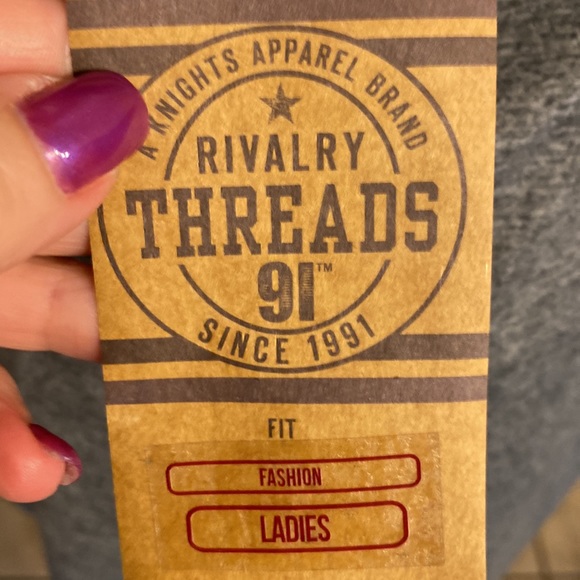 A KNIGHTS APPAREL BRAND
RIVALRY
THREADS
91™
SINCE 1991
FIT
FASHION
LADIES